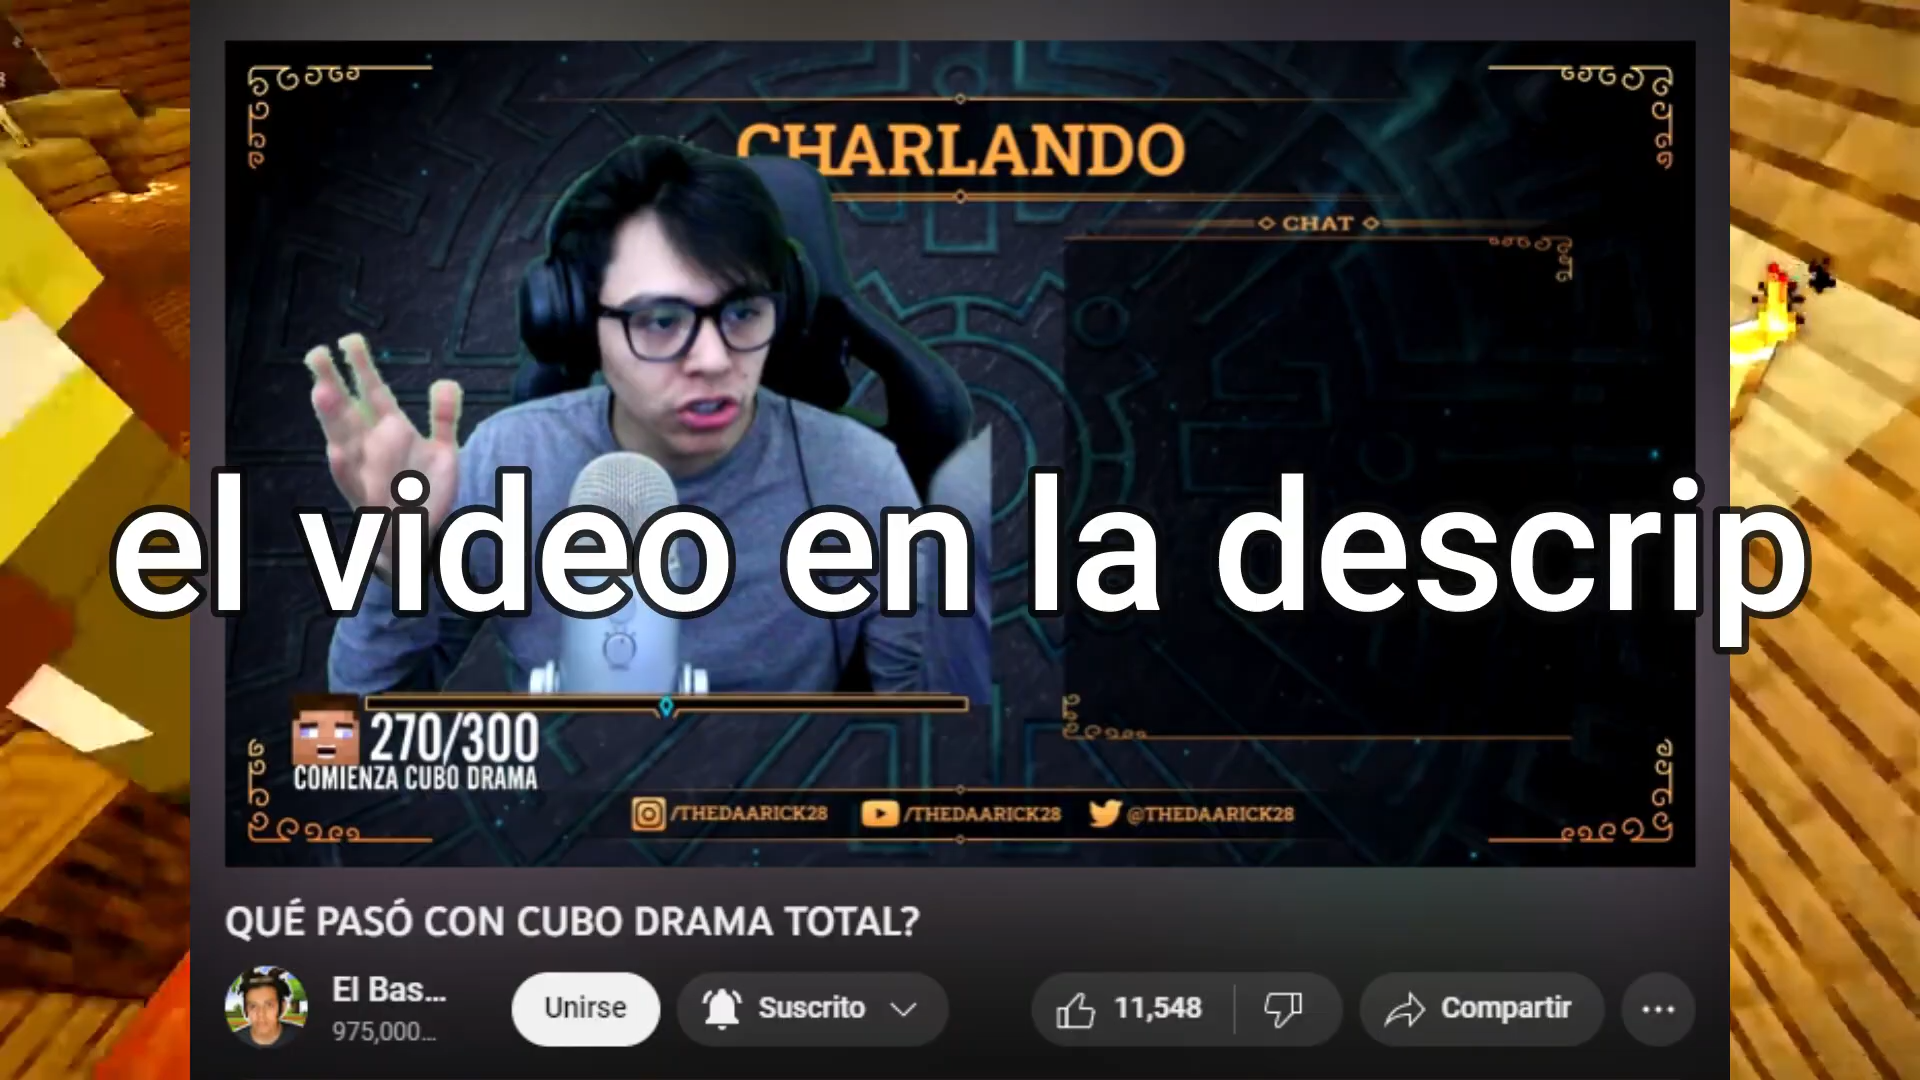 CHARLANDO
CHAT
el video en la descrip
270/300
COMIENZA CUBO DRAMA
/THEDAARICK28 /THEDAARICK28 @THEDAARICK28
QUÉ PASÓ CON CUBO DRAMA TOTAL?
El Bas...
975,000...
Unirse
Suscrito
11,548
Compartir